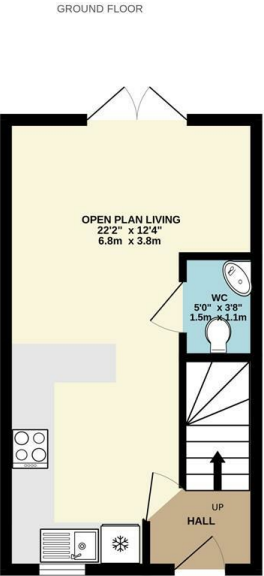 GROUND FLOOR
OPEN PLAN LIVING
22'2" x 12'4"
6.8m x 3.8m
WC
5'0" x 3'8"
1.5m x 1.1m
UP
HALL